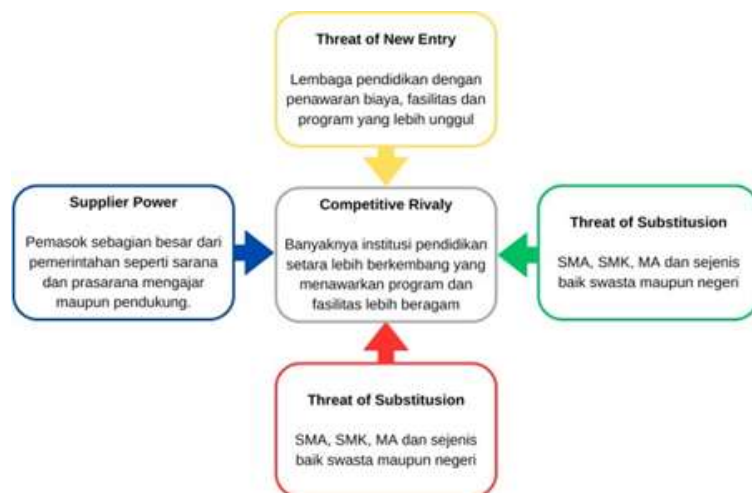 Threat of New Entry
Lembaga pendidikan dengan
penawaran biaya, fasilitas dan
program yang lebih unggul
Supplier Power
Pemasok sebagian besar dari
pemerintahan seperti sarana
dan prasarana mengajar
maupun pendukung.
Competitive Rivaly
Banyaknya institusi pendidikan
setara lebih berkembang yang
menawarkan program dan
fasilitas lebih beragam
Threat of Substitusion
SMA, SMK, MA dan sejenis
baik swasta maupun negeri
Threat of Substitusion
SMA, SMK, MA dan sejenis
baik swasta maupun negeri